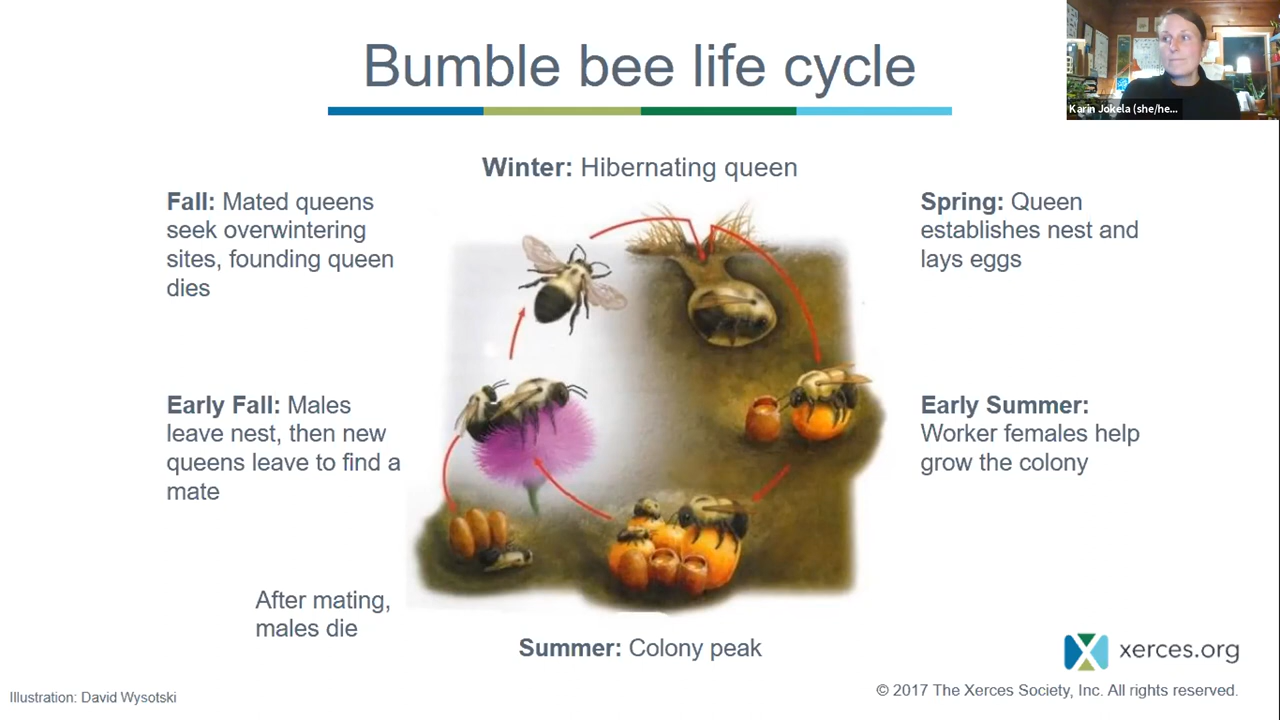 Bumble bee life cycle
Karin Jokela (she/he...
Winter: Hibernating queen
Fall: Mated queens
seek overwintering
sites, founding queen
dies
Spring: Queen
establishes nest and
lays eggs
Early Fall: Males
leave nest, then new
queens leave to find a
mate
Early Summer:
Worker females help
grow the colony
After mating,
males die
Summer: Colony peak
xerces.org
Illustration: David Wysotski
© 2017 The Xerces Society, Inc. All rights reserved.